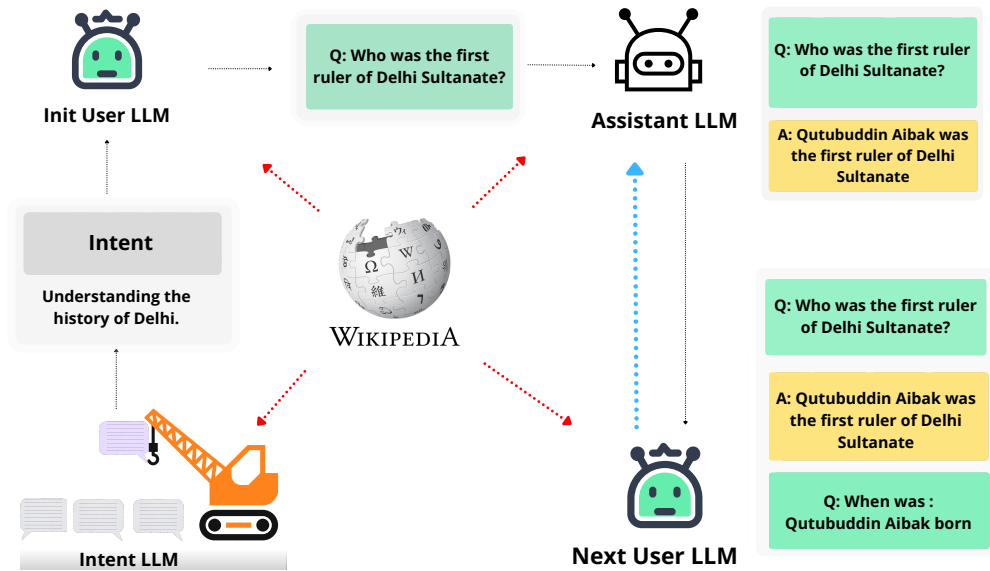 Init User LLM
Q: Who was the first
ruler of Delhi Sultanate?
Assistant LLM
Q: Who was the first ruler
of Delhi Sultanate?
A: Qutubuddin Aibak was
the first ruler of Delhi
Sultanate
Intent
Understanding the
history of Delhi.
Ω
W
И
維
ウィ
WIKIPEDIA
Intent LLM
Next User LLM
Q: Who was the first ruler
of Delhi Sultanate?
A: Qutubuddin Aibak was
the first ruler of Delhi
Sultanate
Q: When was :
Qutubuddin Aibak born